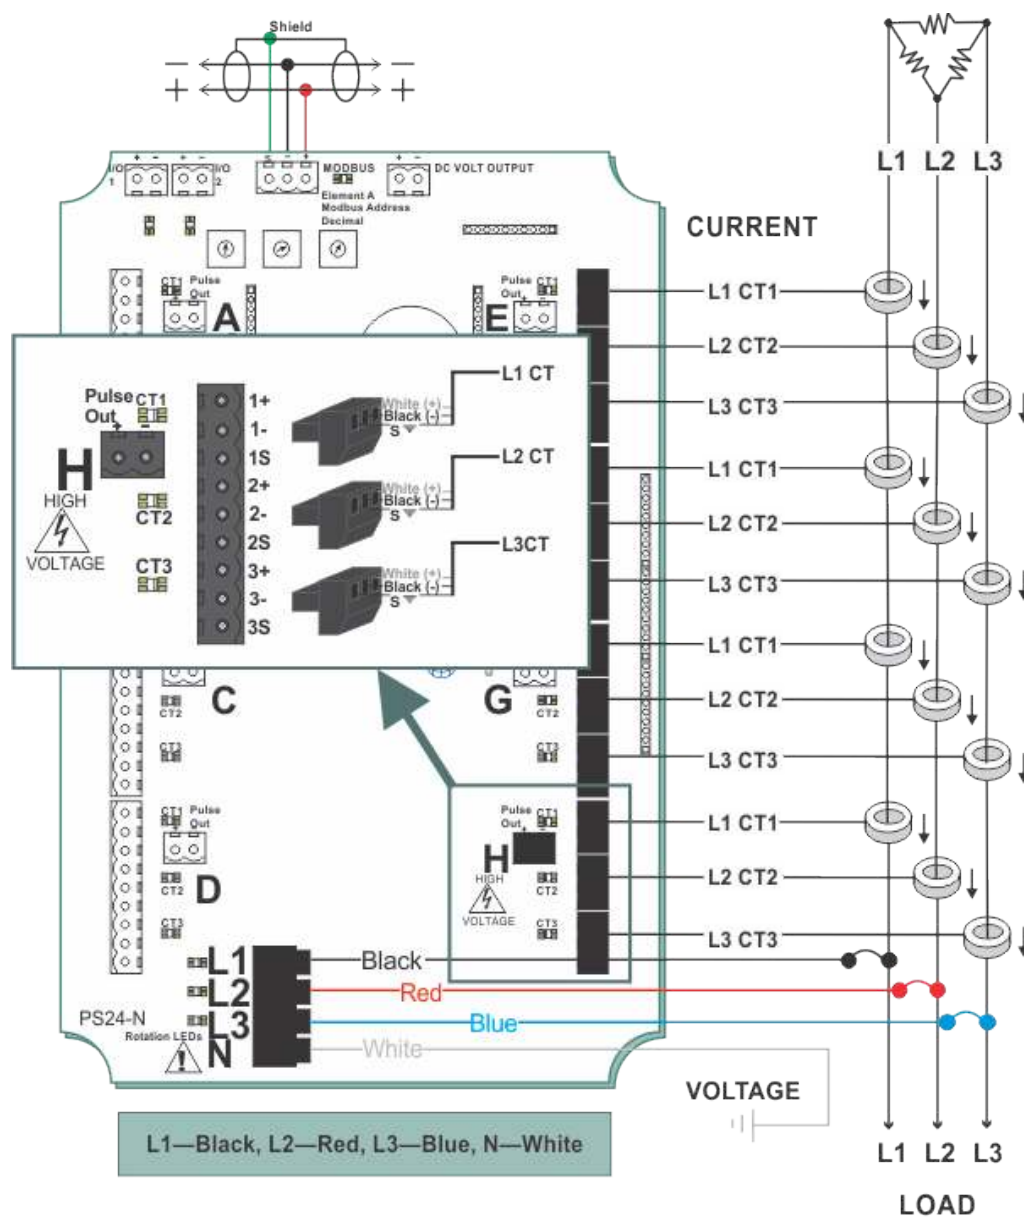 Shield
— —
+ +
+ - + - S - + + -
I/O 1 I/O 2 MODBUS DC VOLT OUTPUT
Element A
Modbus Address
Decimal
L1 L2 L3
CURRENT
CT1 Pulse Out + -
A
Pulse Out + - CT1
E
L1 CT1
L2 CT2
L3 CT3
L1 CT1
L2 CT2
L3 CT3
L1 CT1
L2 CT2
L3 CT3
L1 CT1
L2 CT2
L3 CT3
Pulse Out CT1
+ -
H
HIGH
VOLTAGE
CT2
CT3
1+
1-
1S
2+
2-
2S
3+
3-
3S
L1 CT
White (+)
Black (-)
S
L2 CT
White (+)
Black (-)
S
L3CT
White (+)
Black (-)
S
C
CT2
CT3
G
CT2
CT3
CT1 Pulse Out + -
D
CT2
CT3
Pulse Out + - CT1
H
HIGH
VOLTAGE
CT2
CT3
L1 Black
L2 Red
L3 Blue
N White
PS24-N
Rotation LEDs
!
VOLTAGE
L1—Black, L2—Red, L3—Blue, N—White
L1 L2 L3
LOAD